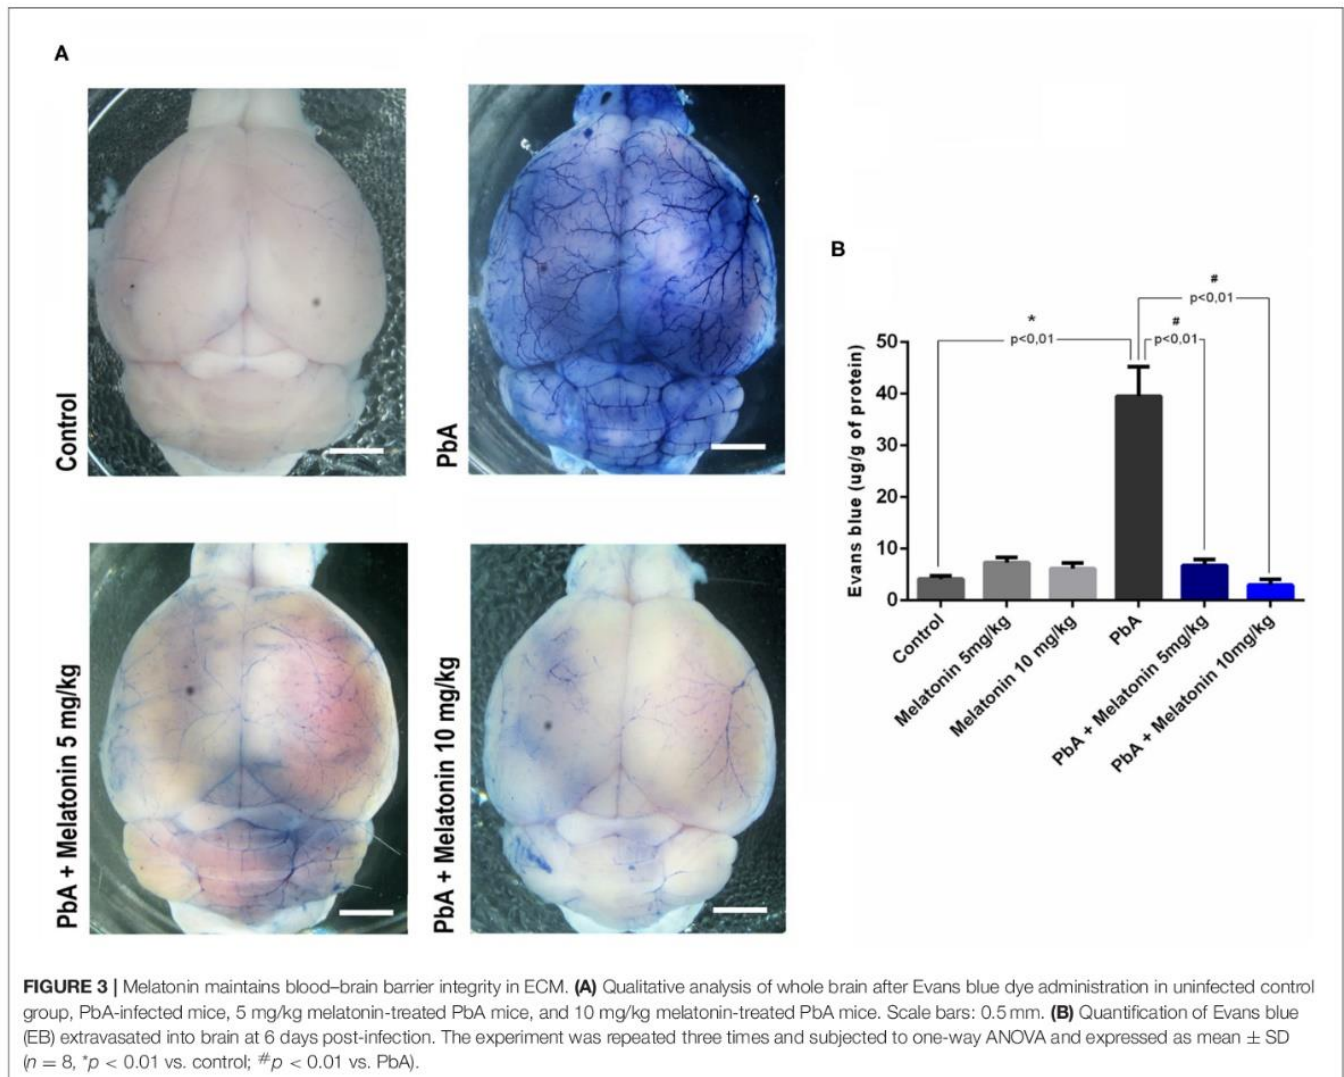 A
Control
PbA
PbA + Melatonin 5 mg/kg
PbA + Melatonin 10 mg/kg
B
#
p<0,01
*
p<0,01
#
p<0,01
Evans blue (ug/g of protein)
50
40
30
20
10
0
Control
Melatonin 5mg/kg
Melatonin 10 mg/kg
PbA
PbA + Melatonin 5mg/kg
PbA + Melatonin 10mg/kg
FIGURE 3 | Melatonin maintains blood–brain barrier integrity in ECM. (A) Qualitative analysis of whole brain after Evans blue dye administration in uninfected control
group, PbA-infected mice, 5 mg/kg melatonin-treated PbA mice, and 10 mg/kg melatonin-treated PbA mice. Scale bars: 0.5 mm. (B) Quantification of Evans blue
(EB) extravasated into brain at 6 days post-infection. The experiment was repeated three times and subjected to one-way ANOVA and expressed as mean ± SD
(n = 8, *p < 0.01 vs. control; #p < 0.01 vs. PbA).